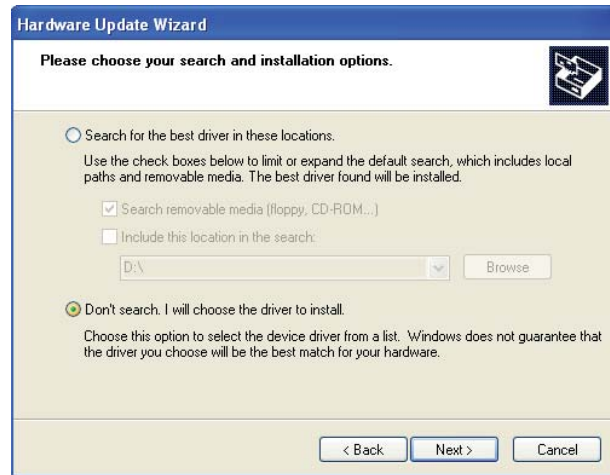 Hardware Update Wizard
Please choose your search and installation options.
Search for the best driver in these locations.
Use the check boxes below to limit or expand the default search, which includes local
paths and removable media. The best driver found will be installed.
Search removable media (floppy, CD-ROM...)
Include this location in the search:
D:\
Browse
Don't search. I will choose the driver to install.
Choose this option to select the device driver from a list. Windows does not guarantee that
the driver you choose will be the best match for your hardware.
< Back Next > Cancel